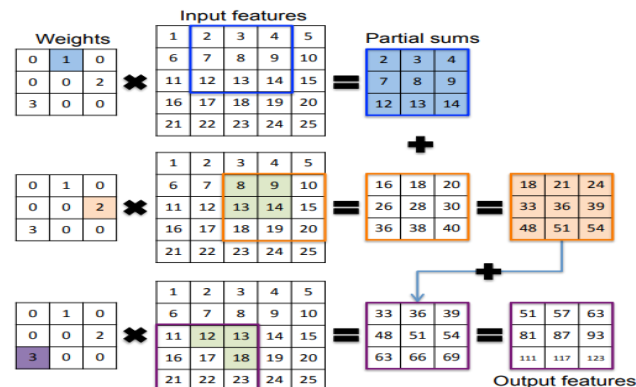 Input features
Weights
Partial sums
1 2 3 4 5
0 1 0 6 7 8 9 10 2 3 4
0 0 2 11 12 13 14 15 7 8 9
3 0 0 16 17 18 19 20 12 13 14
21 22 23 24 25
1 2 3 4 5
0 1 0 6 7 8 9 10 16 18 20 18 21 24
0 0 2 11 12 13 14 15 26 28 30 33 36 39
3 0 0 16 17 18 19 20 36 38 40 48 51 54
21 22 23 24 25
1 2 3 4 5
0 1 0 6 7 8 9 10 33 36 39 51 57 63
0 0 2 11 12 13 14 15 48 51 54 81 87 93
3 0 0 16 17 18 19 20 63 66 69 111 117 123
21 22 23 24 25
Output features